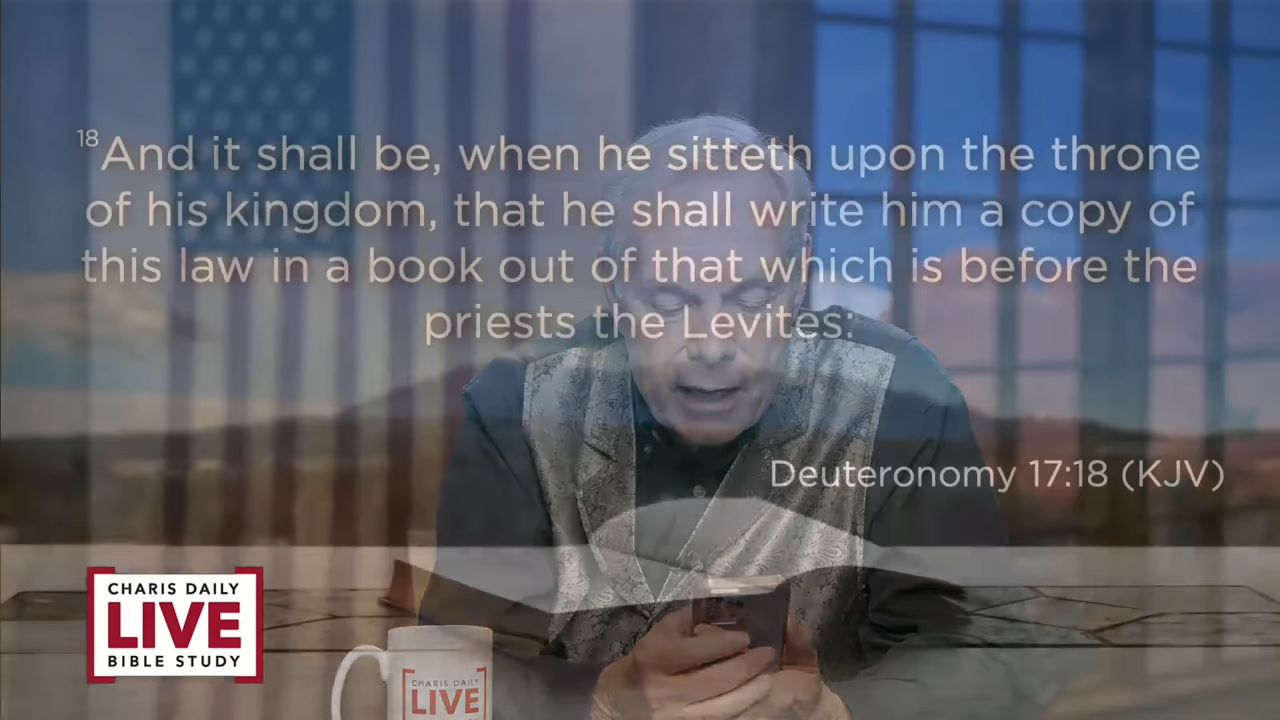 18And it shall be, when he sitteth upon the throne
of his kingdom, that he shall write him a copy of
this law in a book out of that which is before the
priests the Levites:
Deuteronomy 17:18 (KJV)
CHARIS DAILY
LIVE
BIBLE STUDY
CHARIS DAILY
LIVE